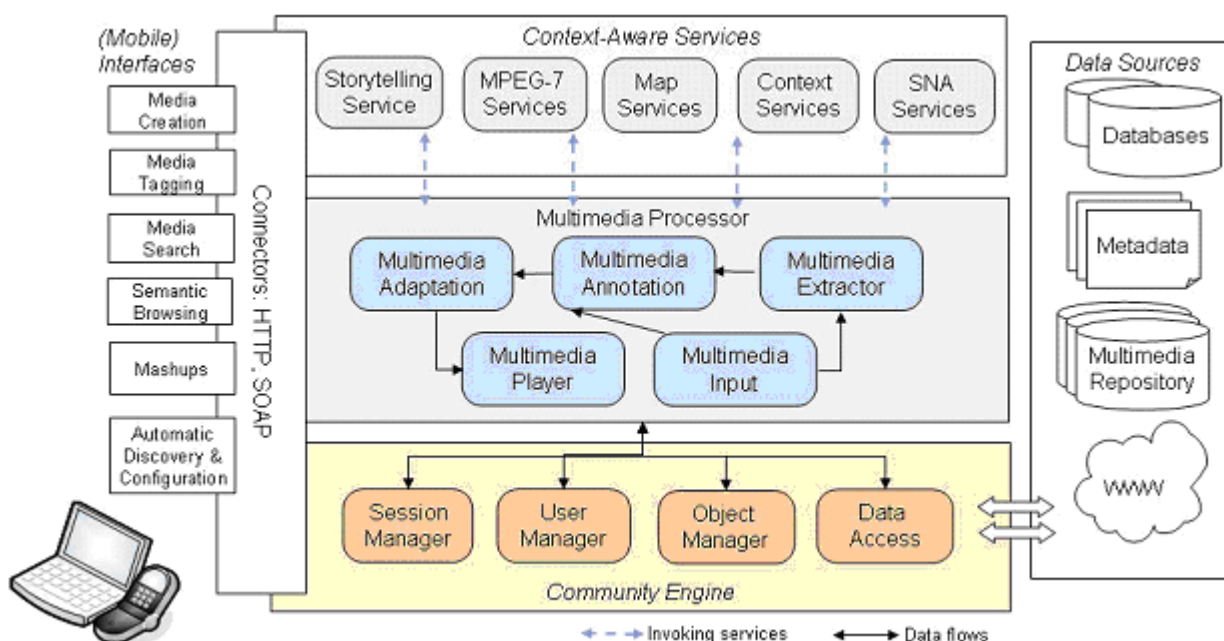 (Mobile)
Interfaces
Media
Creation
Media
Tagging
Media
Search
Semantic
Browsing
Mashups
Automatic
Discovery &
Configuration
Connectors: HTTP, SOAP
Context-Aware Services
Storytelling
Service
MPEG-7
Services
Map
Services
Context
Services
SNA
Services
Multimedia Processor
Multimedia
Adaptation
Multimedia
Annotation
Multimedia
Extractor
Multimedia
Player
Multimedia
Input
Session
Manager
User
Manager
Object
Manager
Data
Access
Community Engine
Data Sources
Databases
Metadata
Multimedia
Repository
WWW
Invoking services
Data flows